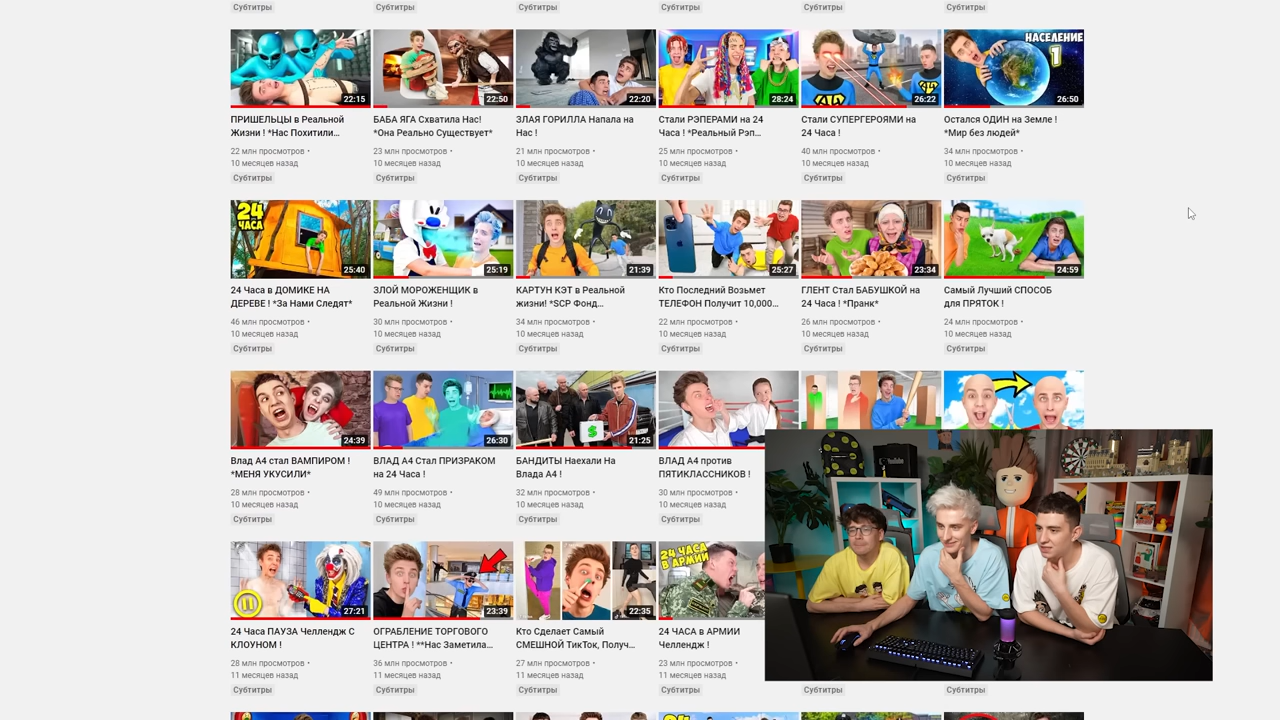 Субтитры Субтитры Субтитры Субтитры Субтитры Субтитры
НАСЕЛЕНИЕ
1
22:15 22:50 22:20 28:24 26:22 26:50
ПРИШЕЛЬЦЫ в Реальной
Жизни ! *Нас Похитили...
22 млн просмотров •
10 месяцев назад
Субтитры
БАБА ЯГА Схватила Нас!
*Она Реально Существует*
23 млн просмотров •
10 месяцев назад
Субтитры
ЗЛАЯ ГОРИЛЛА Напала на
Нас !
21 млн просмотров •
10 месяцев назад
Субтитры
Стали РЭПЕРАМИ на 24
Часа ! *Реальный Рэп...
25 млн просмотров •
10 месяцев назад
Субтитры
Стали СУПЕРГЕРОЯМИ на
24 Часа !
40 млн просмотров •
10 месяцев назад
Субтитры
Остался ОДИН на Земле !
*Мир без людей*
34 млн просмотров •
10 месяцев назад
Субтитры
24
ЧАСА
25:40 25:19 21:39 25:27 23:34 24:59
24 Часа в ДОМИКЕ НА
ДЕРЕВЕ ! *За Нами Следят*
46 млн просмотров •
10 месяцев назад
Субтитры
ЗЛОЙ МОРОЖЕНЩИК в
Реальной Жизни !
30 млн просмотров •
10 месяцев назад
Субтитры
КАРТУН КЭТ в Реальной
жизни! *SCP Фонд...
34 млн просмотров •
10 месяцев назад
Субтитры
Кто Последний Возьмет
ТЕЛЕФОН Получит 10,000...
22 млн просмотров •
10 месяцев назад
Субтитры
ГЛЕНТ Стал БАБУШКОЙ на
24 Часа ! *Пранк*
26 млн просмотров •
10 месяцев назад
Субтитры
Самый Лучший СПОСОБ
для ПРЯТОК !
24 млн просмотров •
10 месяцев назад
Субтитры
24:39 26:30 21:25
Влад А4 стал ВАМПИРОМ !
*МЕНЯ УКУСИЛИ*
28 млн просмотров •
10 месяцев назад
Субтитры
ВЛАД А4 Стал ПРИЗРАКОМ
на 24 Часа !
49 млн просмотров •
10 месяцев назад
Субтитры
$
БАНДИТЫ Наехали На
Влада А4 !
32 млн просмотров •
10 месяцев назад
Субтитры
ВЛАД А4 против
ПЯТИКЛАССНИКОВ !
30 млн просмотров •
10 месяцев назад
Субтитры
YouTube
27:21 23:39 22:35
24 Часа ПАУЗА Челлендж С
КЛОУНОМ !
28 млн просмотров •
11 месяцев назад
Субтитры
ОГРАБЛЕНИЕ ТОРГОВОГО
ЦЕНТРА ! **Нас Заметила...
36 млн просмотров •
11 месяцев назад
Субтитры
Кто Сделает Самый
СМЕШНОЙ ТикТок, Получ...
27 млн просмотров •
11 месяцев назад
Субтитры
24 ЧАСА
В АРМИИ
24 ЧАСА в АРМИИ
Челлендж !
23 млн просмотров •
11 месяцев назад
Субтитры
Субтитры
Субтитры